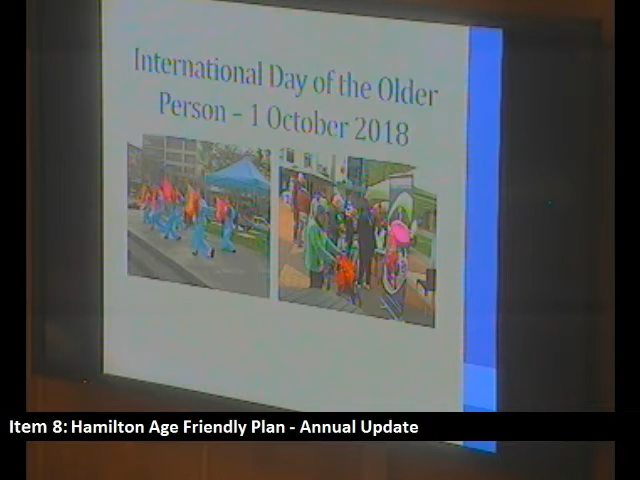 International Day of the Older
Person – 1 October 2018
Item 8: Hamilton Age Friendly Plan - Annual Update